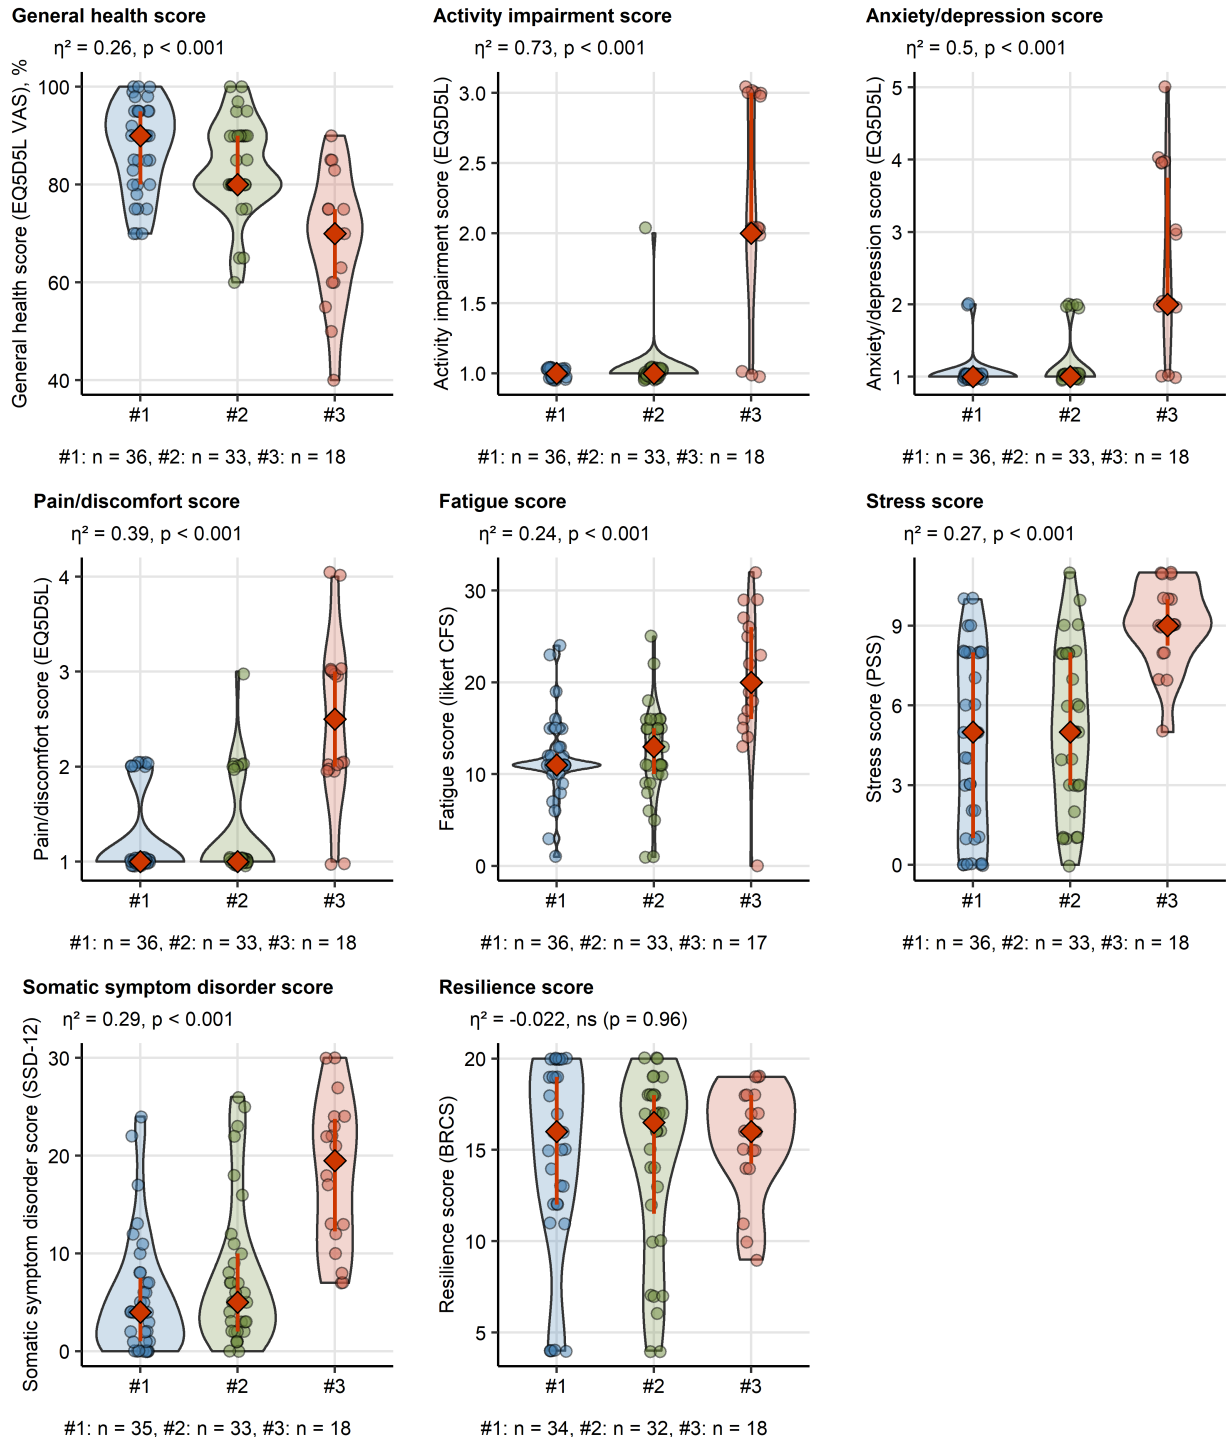 General health score
η² = 0.26, p < 0.001
General health score (EQ5D5L VAS), %
100
80
60
40
#1 #2 #3
#1: n = 36, #2: n = 33, #3: n = 18
Activity impairment score
η² = 0.73, p < 0.001
Activity impairment score (EQ5D5L)
3.0
2.5
2.0
1.5
1.0
#1 #2 #3
#1: n = 36, #2: n = 33, #3: n = 18
Anxiety/depression score
η² = 0.5, p < 0.001
Anxiety/depression score (EQ5D5L)
5
4
3
2
1
#1 #2 #3
#1: n = 36, #2: n = 33, #3: n = 18
Pain/discomfort score
η² = 0.39, p < 0.001
Pain/discomfort score (EQ5D5L)
4
3
2
1
#1 #2 #3
#1: n = 36, #2: n = 33, #3: n = 18
Fatigue score
η² = 0.24, p < 0.001
Fatigue score (likert CFS)
30
20
10
0
#1 #2 #3
#1: n = 36, #2: n = 33, #3: n = 17
Stress score
η² = 0.27, p < 0.001
Stress score (PSS)
9
6
3
0
#1 #2 #3
#1: n = 36, #2: n = 33, #3: n = 18
Somatic symptom disorder score
η² = 0.29, p < 0.001
Somatic symptom disorder score (SSD-12)
30
20
10
0
#1 #2 #3
#1: n = 35, #2: n = 33, #3: n = 18
Resilience score
η² = -0.022, ns (p = 0.96)
Resilience score (BRCS)
20
15
10
5
#1 #2 #3
#1: n = 34, #2: n = 32, #3: n = 18